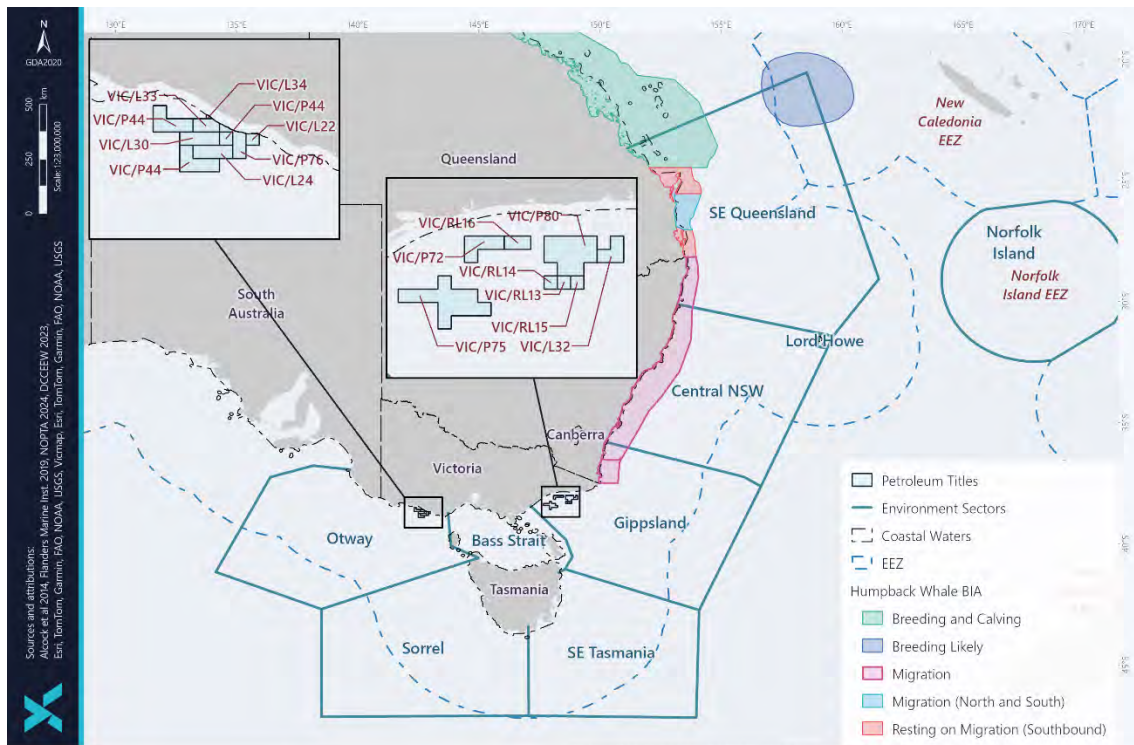 130°E
135°E
140°E
145°E
150°E
155°E
160°E
165°E
170°E
N
GDA2020
500
km
250
0
Scale: 1:23,000,000
Sources and attributions:
Alcock et al 2014, Flanders Marine Inst. 2019, NOPTA 2024, DCCEEW 2023,
Esri, TomTom, Garmin, FAO, NOAA, USGS, Vicmap, Esri, TomTom, Garmin, FAO, NOAA, USGS
VIC/L34
VIC/L33
VIC/P44
VIC/P44
VIC/L22
VIC/L30
VIC/P76
VIC/P44
VIC/L24
VIC/P80
VIC/RL16
VIC/P72
VIC/RL14
VIC/RL13
VIC/RL15
VIC/P75
VIC/L32
Queensland
South
Australia
Victoria
Canberra
Tasmania
New
Caledonia
EEZ
SE Queensland
Norfolk
Island
Norfolk
Island EEZ
Lord Howe
Central NSW
Gippsland
Otway
Bass Strait
Sorrel
SE Tasmania
20°S
25°S
30°S
35°S
40°S
45°S
Petroleum Titles
Environment Sectors
Coastal Waters
EEZ
Humpback Whale BIA
Breeding and Calving
Breeding Likely
Migration
Migration (North and South)
Resting on Migration (Southbound)